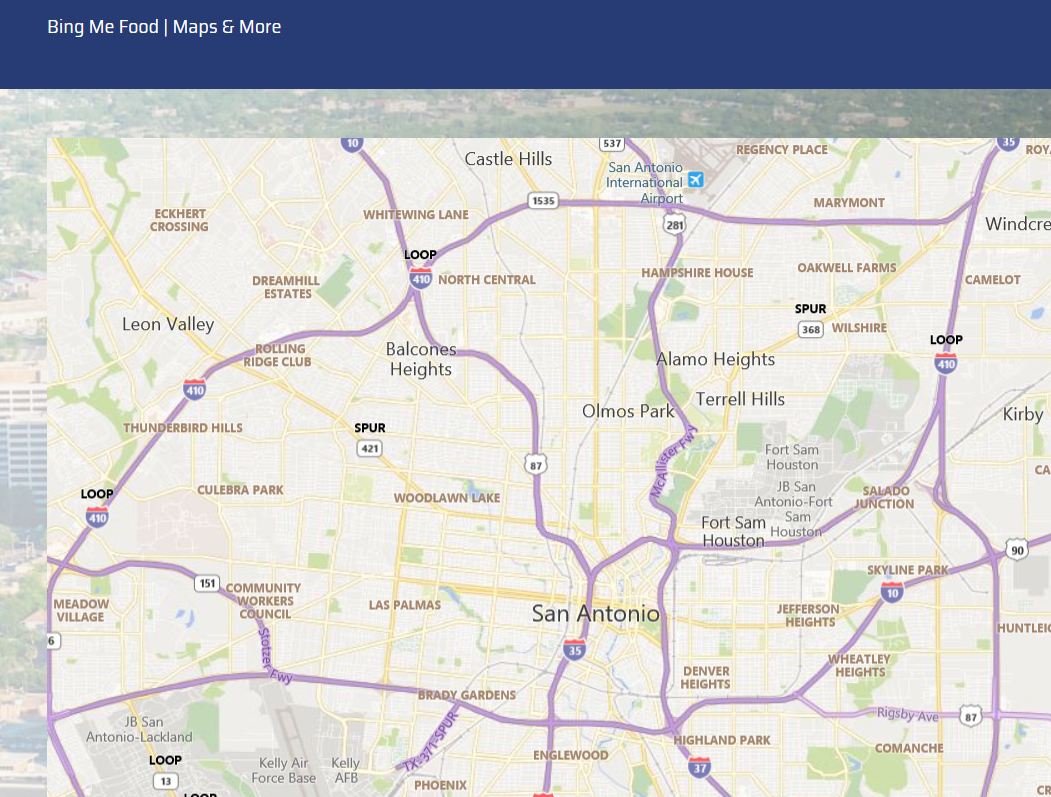 Bing Me Food | Maps & More
10
Castle Hills
537
REGENCY PLACE
35
San Antonio
International
Airport
ECKHERT
CROSSING
WHITEWING LANE
1535
281
MARYMONT
LOOP
410
NORTH CENTRAL
DREAMHILL
ESTATES
HAMPSHIRE HOUSE
OAKWELL FARMS
CAMELOT
SPUR
368
WILSHIRE
Leon Valley
ROLLING
RIDGE CLUB
Balcones
Heights
Alamo Heights
LOOP
410
410
Terrell Hills
Olmos Park
Kirby
THUNDERBIRD HILLS
SPUR
421
McAllister Fwy
Fort Sam
Houston
87
JB San
Antonio-Fort
Sam
Houston
LOOP
410
CULEBRA PARK
WOODLAWN LAKE
SALADO
JUNCTION
Fort Sam
Houston
90
151
COMMUNITY
WORKERS
COUNCIL
SKYLINE PARK
10
MEADOW
VILLAGE
LAS PALMAS
San Antonio
JEFFERSON
HEIGHTS
6
Stotzer Fwy
35
DENVER
HEIGHTS
WHEATLEY
HEIGHTS
BRADY GARDENS
Rigsby Ave
87
JB San
Antonio-Lackland
TX-371-SPUR
HIGHLAND PARK
COMANCHE
LOOP
13
Kelly Air
Force Base
Kelly
AFB
ENGLEWOOD
37
PHOENIX
LOOP